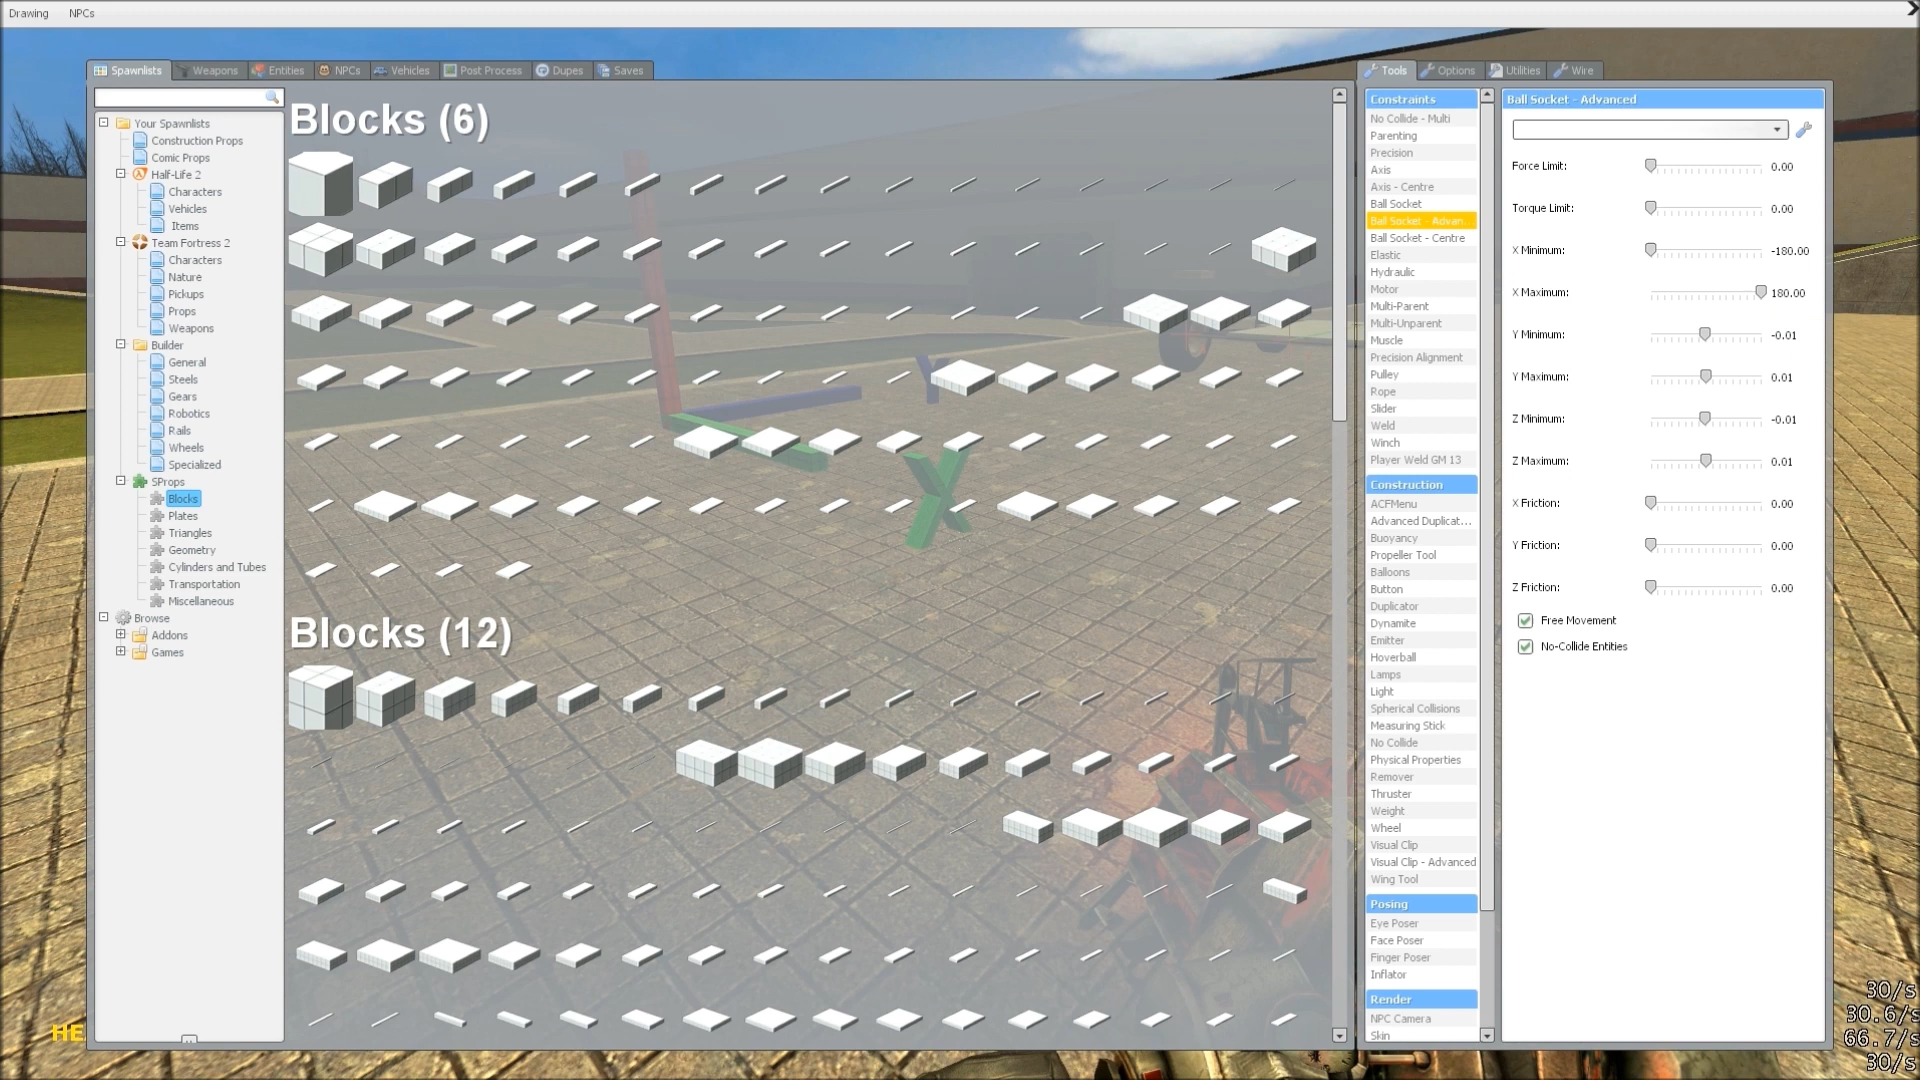 Drawing NPCs
Spawnlists Weapons Entities NPCs Vehicles Post Process Dupes Saves
Your Spawnlists
Construction Props
Comic Props
Half-Life 2
Characters
Vehicles
Items
Team Fortress 2
Characters
Nature
Pickups
Props
Weapons
Builder
General
Steels
Gears
Robotics
Rails
Wheels
Specialized
SProps
Blocks
Plates
Triangles
Geometry
Cylinders and Tubes
Transportation
Miscellaneous
Browse
Addons
Games
Blocks (6)
Blocks (12)
Y
X
Tools Options Utilities Wire
Constraints
No Collide - Multi
Parenting
Precision
Axis
Axis - Centre
Ball Socket
Ball Socket - Advan...
Ball Socket - Centre
Elastic
Hydraulic
Motor
Multi-Parent
Multi-Unparent
Muscle
Precision Alignment
Pulley
Rope
Slider
Weld
Winch
Player Weld GM 13
Construction
ACFMenu
Advanced Duplicat...
Buoyancy
Propeller Tool
Balloons
Button
Duplicator
Dynamite
Emitter
Hoverball
Lamps
Light
Spherical Collisions
Measuring Stick
No Collide
Physical Properties
Remover
Thruster
Weight
Wheel
Visual Clip
Visual Clip - Advanced
Wing Tool
Posing
Eye Poser
Face Poser
Finger Poser
Inflator
Render
NPC Camera
Skin
Ball Socket - Advanced
Force Limit: 0.00
Torque Limit: 0.00
X Minimum: -180.00
X Maximum: 180.00
Y Minimum: -0.01
Y Maximum: 0.01
Z Minimum: -0.01
Z Maximum: 0.01
X Friction: 0.00
Y Friction: 0.00
Z Friction: 0.00
Free Movement
No-Collide Entities
HE
30/s
30.6/s
66.7/s
30/s